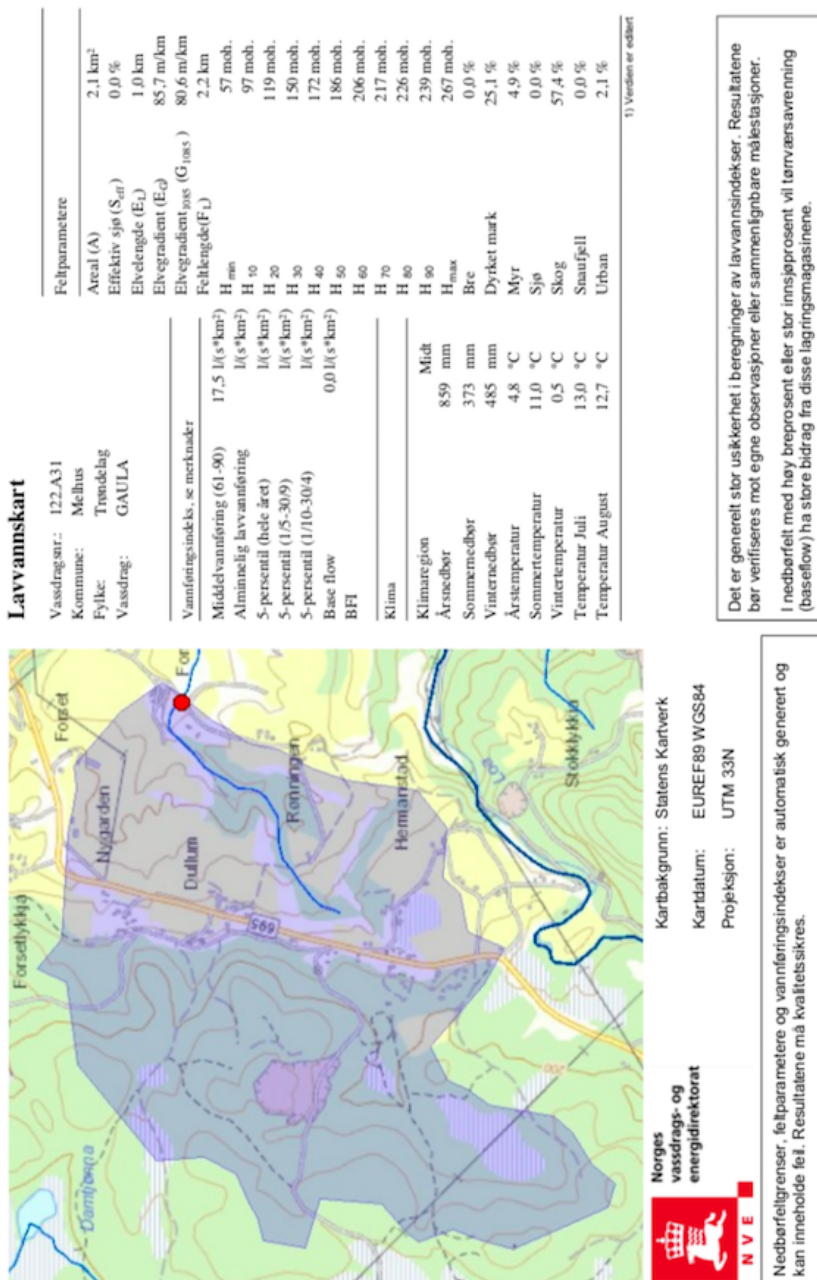 Lavvannskart
Vassdragsnr.: 122.A31
Kommune: Melhus
Fylke: Trøndelag
Vassdrag: GAULA
Vannføringsindeks, se merknader
Middelvannføring (61-90) 17,5 l/(s*km²)
Alminnelig lavvannføring l/(s*km²)
5-persentil (hele året) l/(s*km²)
5-persentil (1/5-30/9) l/(s*km²)
5-persentil (1/10-30/4) l/(s*km²)
Base flow 0,0 l/(s*km²)
BFI
Klima
Klimaregion Midt
Årsnedbør 859 mm
Sommernedbør 373 mm
Vinternedbør 485 mm
Årstemperatur 4,8 °C
Sommertemperatur 11,0 °C
Vintertemperatur 0,5 °C
Temperatur Juli 13,0 °C
Temperatur August 12,7 °C
Feltparametere
Areal (A) 2,1 km²
Effektiv sjø (S eff) 0,0 %
Elvelengde (E L) 1,0 km
Elvegradient (E G) 85,7 m/km
Elvegradient 1085 (G 1085) 80,6 m/km
Feltlengde(F L) 2,2 km
H min 57 moh.
H 10 97 moh.
H 20 119 moh.
H 30 150 moh.
H 40 172 moh.
H 50 186 moh.
H 60 206 moh.
H 70 217 moh.
H 80 226 moh.
H 90 239 moh.
H max 267 moh.
Bre 0,0 %
Dyrket mark 25,1 %
Myr 4,9 %
Sjø 0,0 %
Skog 57,4 %
Snaufjell 0,0 %
Urban 2,1 %
1) Verdien er editert
Det er generelt stor usikkerhet i beregninger av lavvannsindekser. Resultatene
bør verifiseres mot egne observasjoner eller sammenlignbare målestasjoner.
I nedbørfelt med høy breprosent eller stor innsjøprosent vil tørrværsavrenning
(baseflow) ha store bidrag fra disse lagringsmagasinene.
Forsetlykkja
Forset
Nygarden
For
Damtjønna
Dullum
695
Rønningen
Hermanstad
Loa
Stokklykkja
200
Norges
vassdrags- og
energidirektorat
NVE
Kartbakgrunn: Statens Kartverk
Kartdatum: EUREF89 WGS84
Projeksjon: UTM 33N
Nedbørfeltgrenser, feltparametere og vannføringsindekser er automatisk generert og
kan inneholde feil. Resultatene må kvalitetssikres.